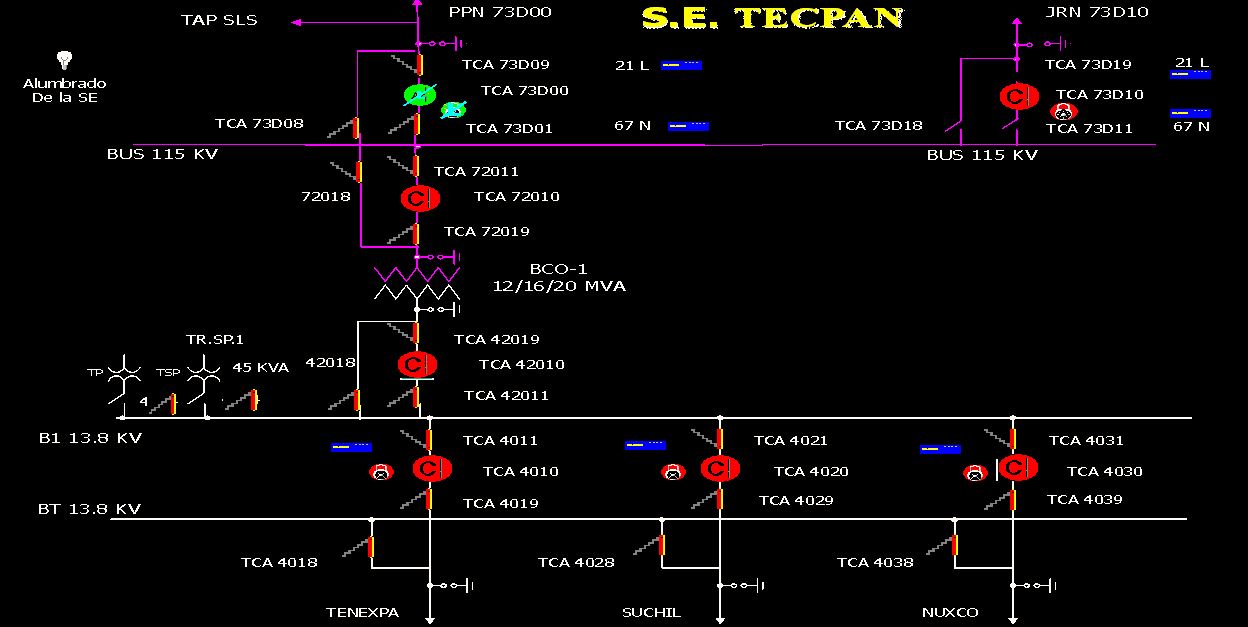 TAP SLS
PPN 73D00
S.E. TECPAN
JRN 73D10
Alumbrado
De la SE
TCA 73D09
21 L
TCA 73D19
21 L
TCA 73D00
C
TCA 73D10
TCA 73D08
TCA 73D01
67 N
TCA 73D18
TCA 73D11
67 N
BUS 115 KV
BUS 115 KV
TCA 72011
72018
C
TCA 72010
TCA 72019
BCO-1
12/16/20 MVA
TR.SP.1
TCA 42019
TP
TSP
45 KVA
42018
C
TCA 42010
4
TCA 42011
B1 13.8 KV
TCA 4011
TCA 4021
TCA 4031
C
TCA 4010
C
TCA 4020
C
TCA 4030
TCA 4019
TCA 4029
TCA 4039
BT 13.8 KV
TCA 4018
TCA 4028
TCA 4038
TENEXPA
SUCHIL
NUXCO